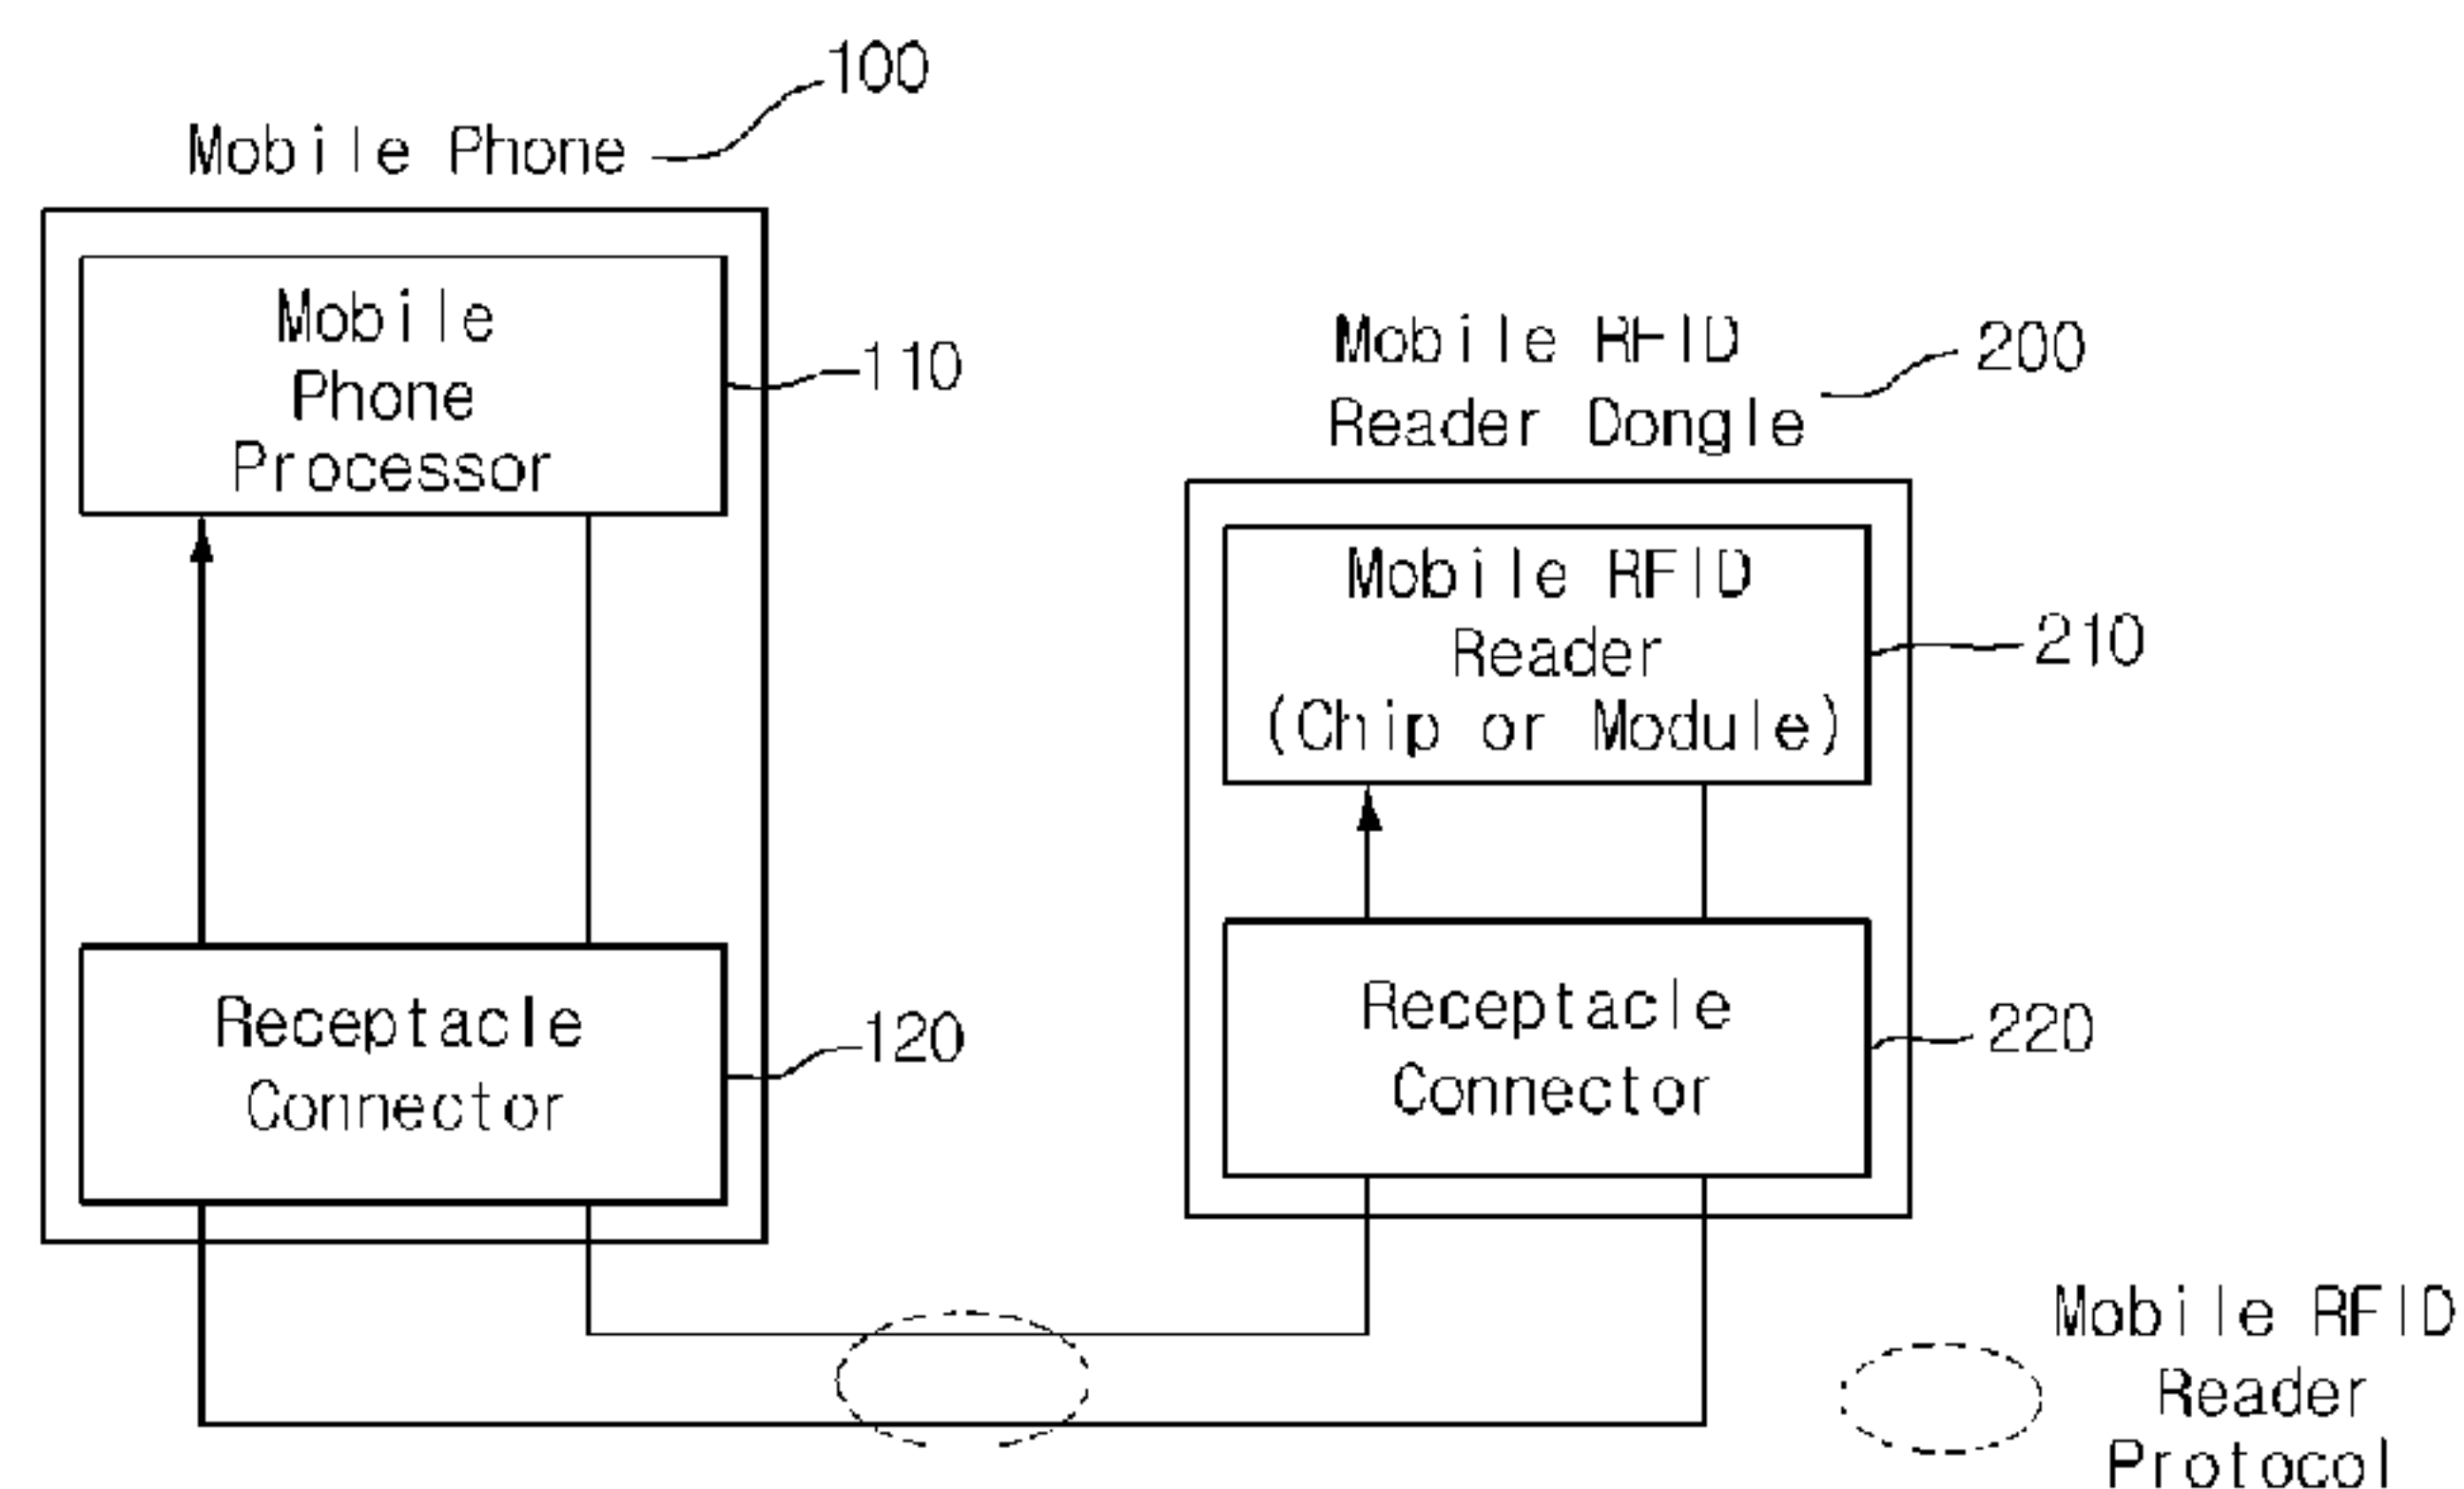 100
Mobile Phone
Mobile
Phone
Processor
110
Receptacle
Connector
120
Mobile RFID
Reader Dongle
200
Mobile RFID
Reader
(Chip or Module)
210
Receptacle
Connector
220
Mobile RFID
Reader
Protocol